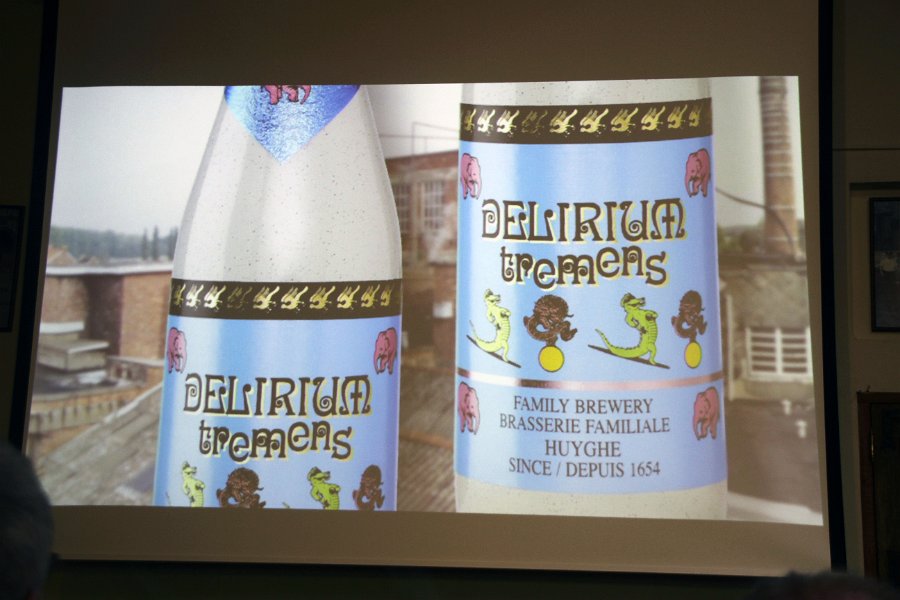 DELIRIUM
tremens
DELIRIUM
tremens
FAMILY BREWERY
BRASSERIE FAMILIALE
HUYGHE
SINCE / DEPUIS 1654